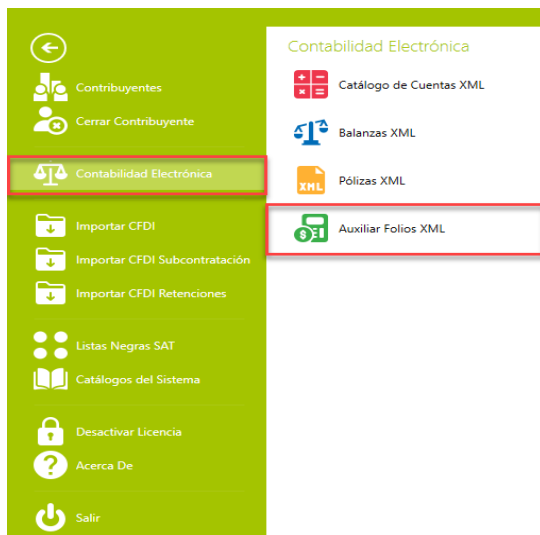 Contribuyentes
Cerrar Contribuyente
Contabilidad Electrónica
Importar CFDI
Importar CFDI Subcontratación
Importar CFDI Retenciones
Listas Negras SAT
Catálogos del Sistema
Desactivar Licencia
Acerca De
Salir
Contabilidad Electrónica
Catálogo de Cuentas XML
Balanzas XML
XML
Pólizas XML
Auxiliar Folios XML